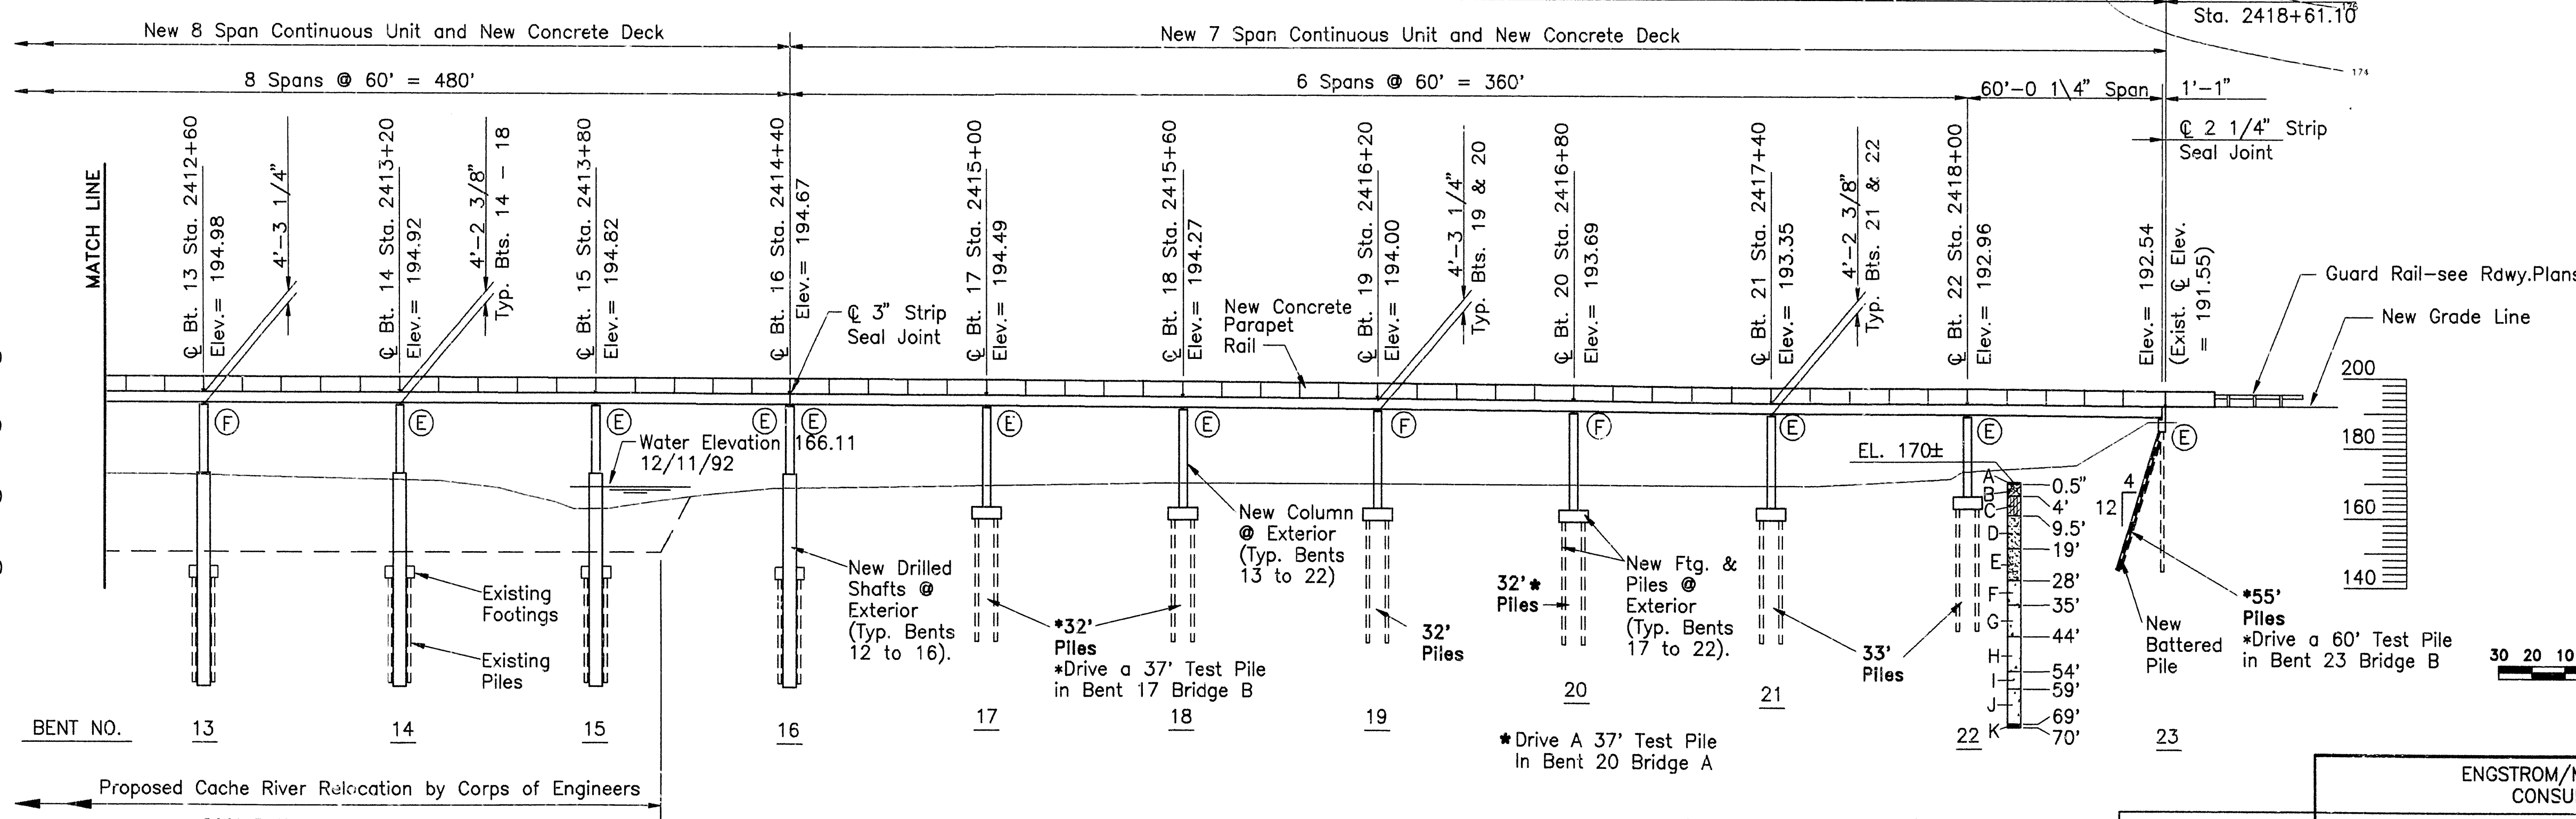 Sta. 2418+61.10
176
174
New 8 Span Continuous Unit and New Concrete Deck
New 7 Span Continuous Unit and New Concrete Deck
8 Spans @ 60' = 480'
6 Spans @ 60' = 360'
60'-0 1\4" Span
1'-1"
℄ 2 1/4" Strip
Seal Joint
MATCH LINE
℄ Bt. 13 Sta. 2412+60
Elev.= 194.98
4'-3 1/4"
℄ Bt. 14 Sta. 2413+20
Elev.= 194.92
4'-2 3/8"
Typ. Bts. 14 - 18
℄ Bt. 15 Sta. 2413+80
Elev.= 194.82
℄ Bt. 16 Sta. 2414+40
Elev.= 194.67
℄ 3" Strip
Seal Joint
℄ Bt. 17 Sta. 2415+00
Elev.= 194.49
℄ Bt. 18 Sta. 2415+60
Elev.= 194.27
New Concrete
Parapet
Rail
℄ Bt. 19 Sta. 2416+20
Elev.= 194.00
4'-3 1/4"
Typ. Bts. 19 & 20
℄ Bt. 20 Sta. 2416+80
Elev.= 193.69
℄ Bt. 21 Sta. 2417+40
Elev.= 193.35
4'-2 3/8"
Typ. Bts. 21 & 22
℄ Bt. 22 Sta. 2418+00
Elev.= 192.96
Elev.= 192.54
(Exist. ℄ Elev.
= 191.55)
Guard Rail-see Rdwy.Plans
New Grade Line
200
180
160
140
F
E
E
E
E
E
E
F
F
E
E
E
Water Elevation 166.11
12/11/92
EL. 170±
A
B
C
D
E
F
G
H
I
J
K
0.5"
4'
9.5'
19'
28'
35'
44'
54'
59'
69'
70'
4
12
Existing
Footings
Existing
Piles
New Drilled
Shafts @
Exterior
(Typ. Bents
12 to 16).
*32'
Piles
*Drive a 37' Test Pile
in Bent 17 Bridge B
New Column
@ Exterior
(Typ. Bents
13 to 22)
32'
Piles
32'*
Piles
New Ftg. &
Piles @
Exterior
(Typ. Bents
17 to 22).
33'
Piles
New
Battered
Pile
*55'
Piles
*Drive a 60' Test Pile
in Bent 23 Bridge B
30 20 10
BENT NO.
13
14
15
16
17
18
19
20
21
22
23
*Drive A 37' Test Pile
In Bent 20 Bridge A
Proposed Cache River Relocation by Corps of Engineers
ENGSTROM/
CONSU